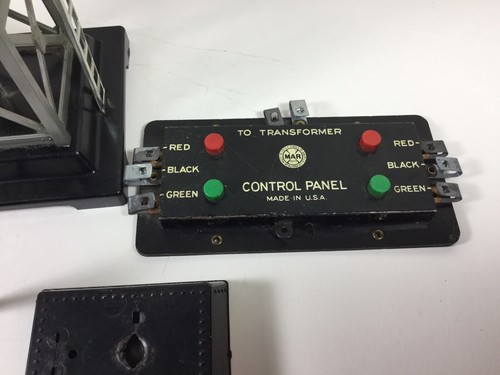 TO TRANSFORMER
RED
RED
MAR
BLACK
BLACK
GREEN
CONTROL PANEL
GREEN
MADE IN U.S.A.